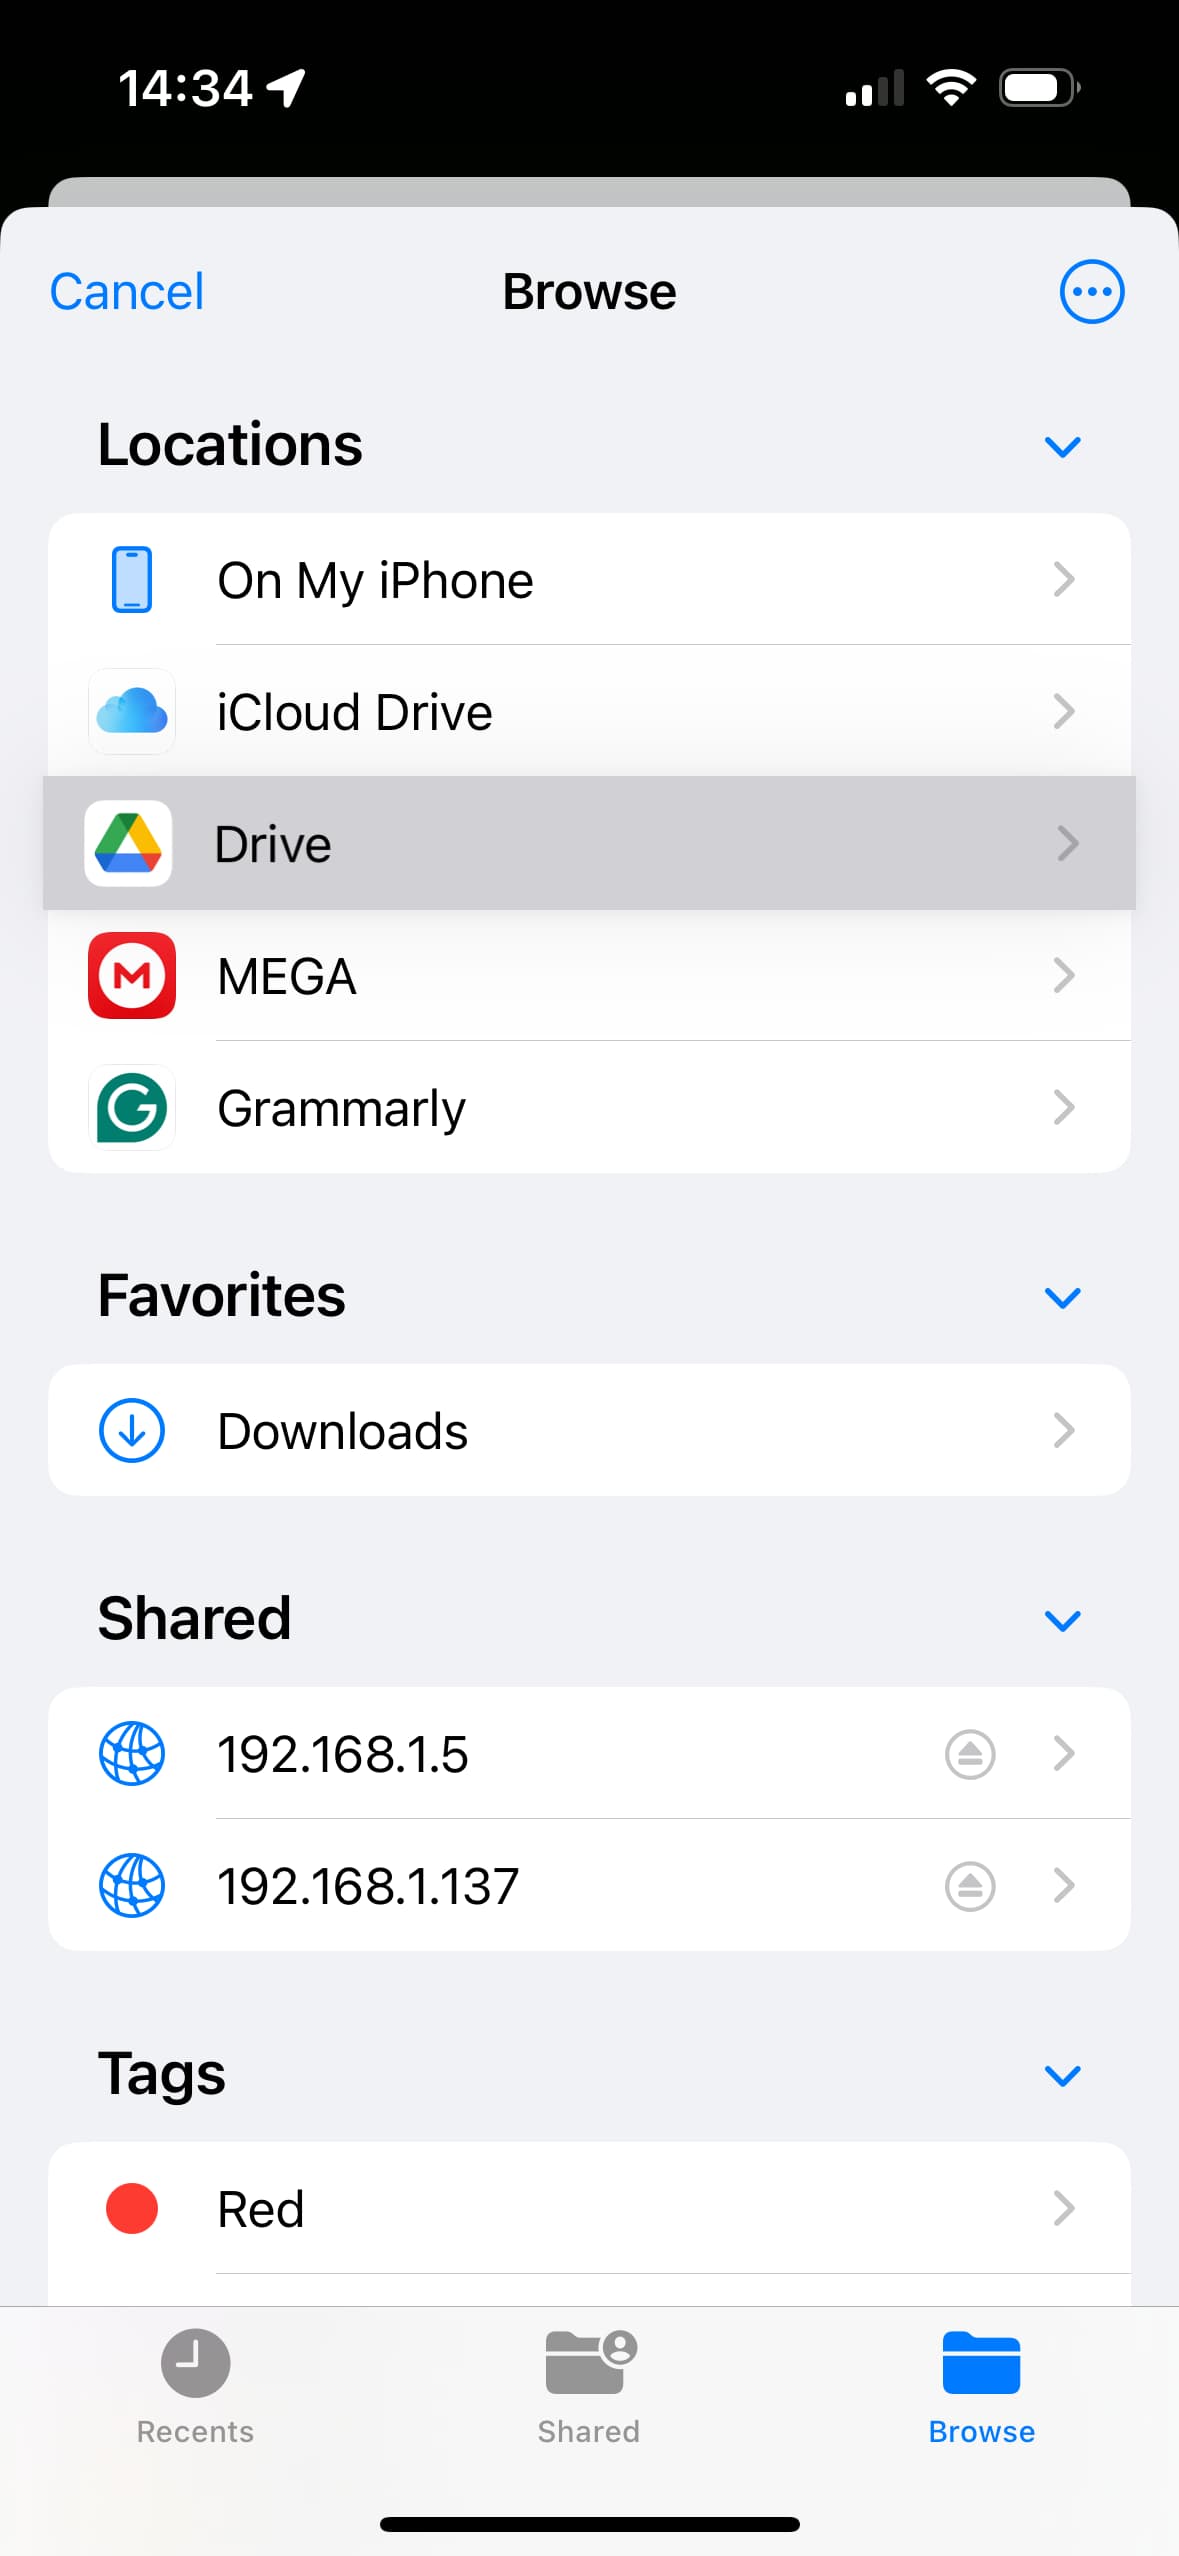 14:34
Cancel
Browse
Locations
On My iPhone
iCloud Drive
Drive
MEGA
Grammarly
Favorites
Downloads
Shared
192.168.1.5
192.168.1.137
Tags
Red
Recents
Shared
Browse